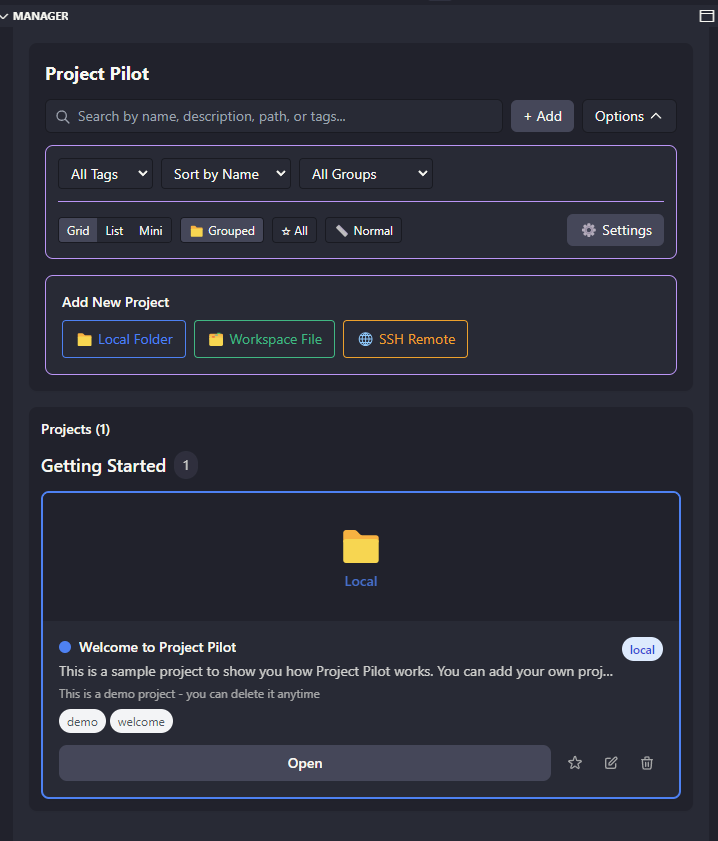 MANAGER
Project Pilot
Search by name, description, path, or tags...
+ Add
Options
All Tags
Sort by Name
All Groups
Grid
List
Mini
Grouped
☆ All
Normal
Settings
Add New Project
Local Folder
Workspace File
SSH Remote
Projects (1)
Getting Started 1
Local
Welcome to Project Pilot
local
This is a sample project to show you how Project Pilot works. You can add your own proj...
This is a demo project - you can delete it anytime
demo
welcome
Open